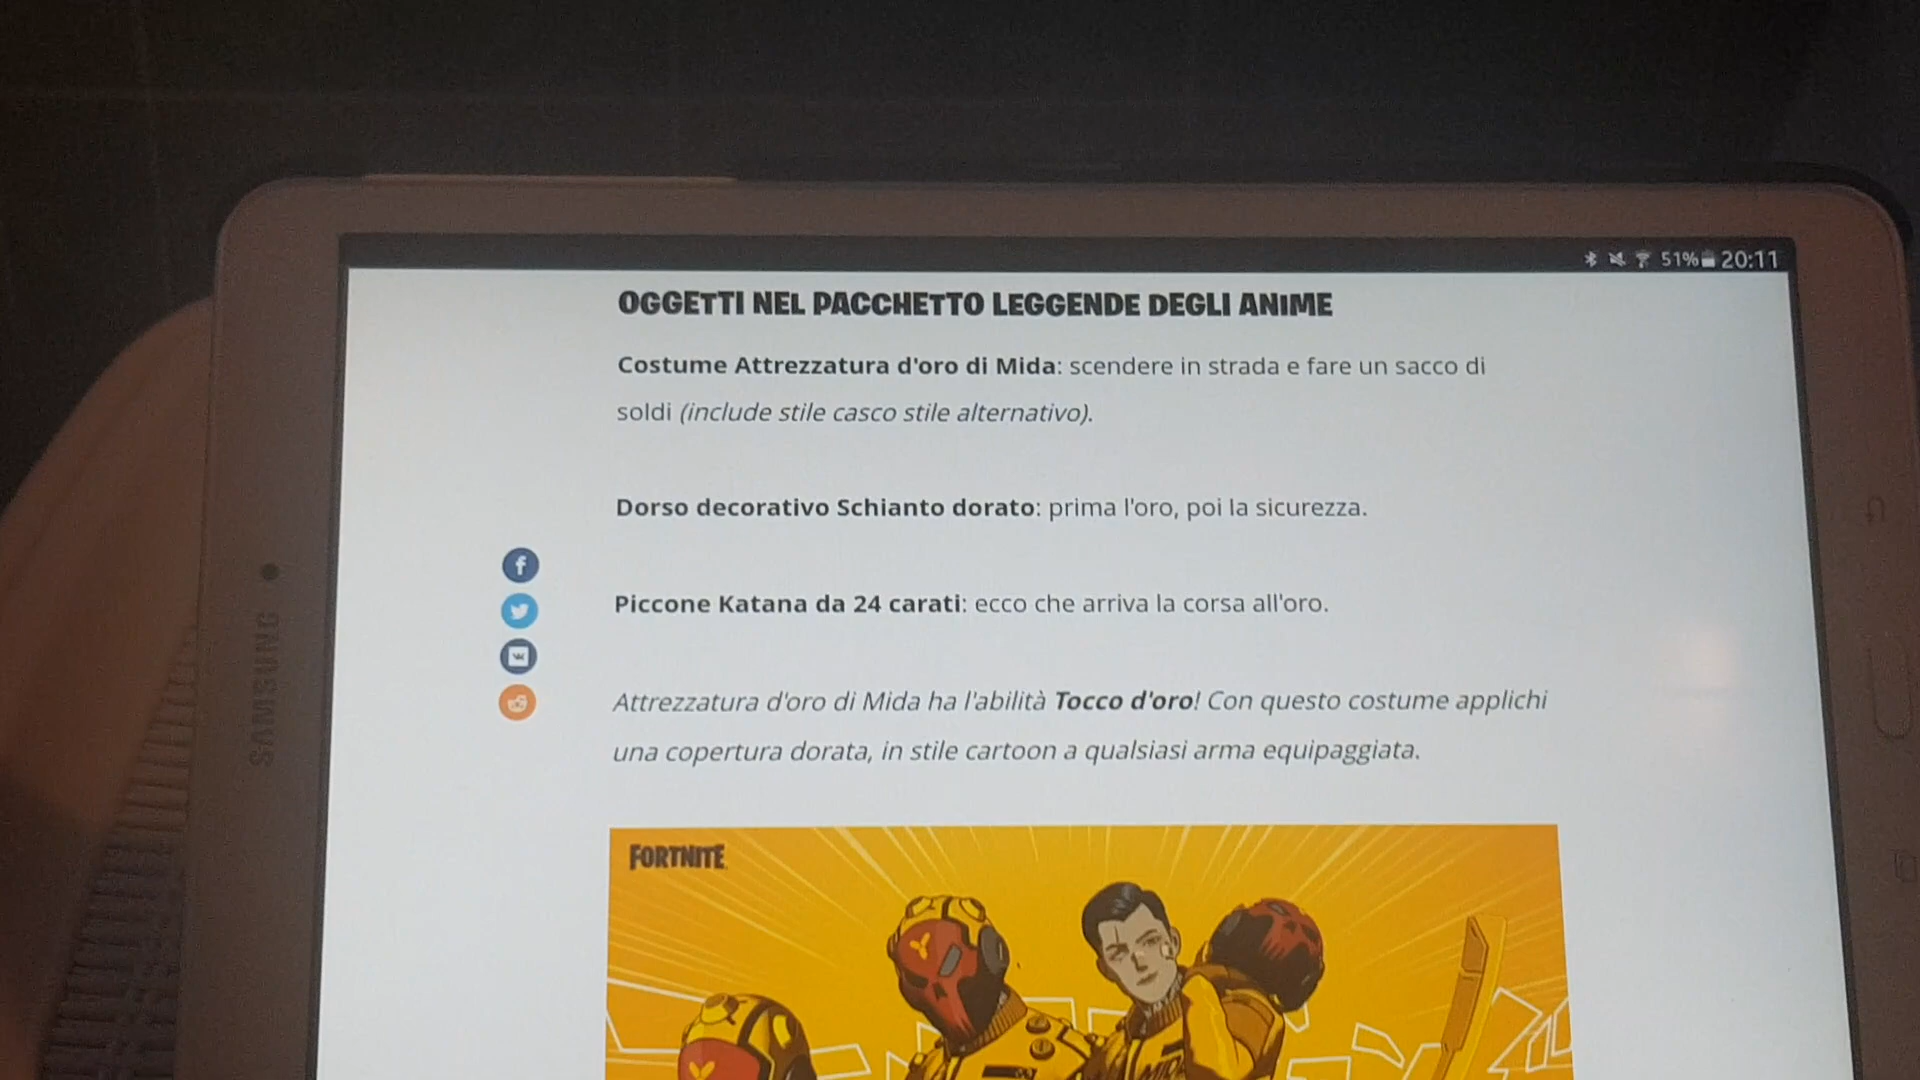 51% 20:11
OGGETTI NEL PACCHETTO LEGGENDE DEGLI ANIME
Costume Attrezzatura d'oro di Mida: scendere in strada e fare un sacco di
soldi (include stile casco stile alternativo).
Dorso decorativo Schianto dorato: prima l'oro, poi la sicurezza.
Piccone Katana da 24 carati: ecco che arriva la corsa all'oro.
Attrezzatura d'oro di Mida ha l'abilità Tocco d'oro! Con questo costume applichi
una copertura dorata, in stile cartoon a qualsiasi arma equipaggiata.
SAMSUNG
FORTNITE